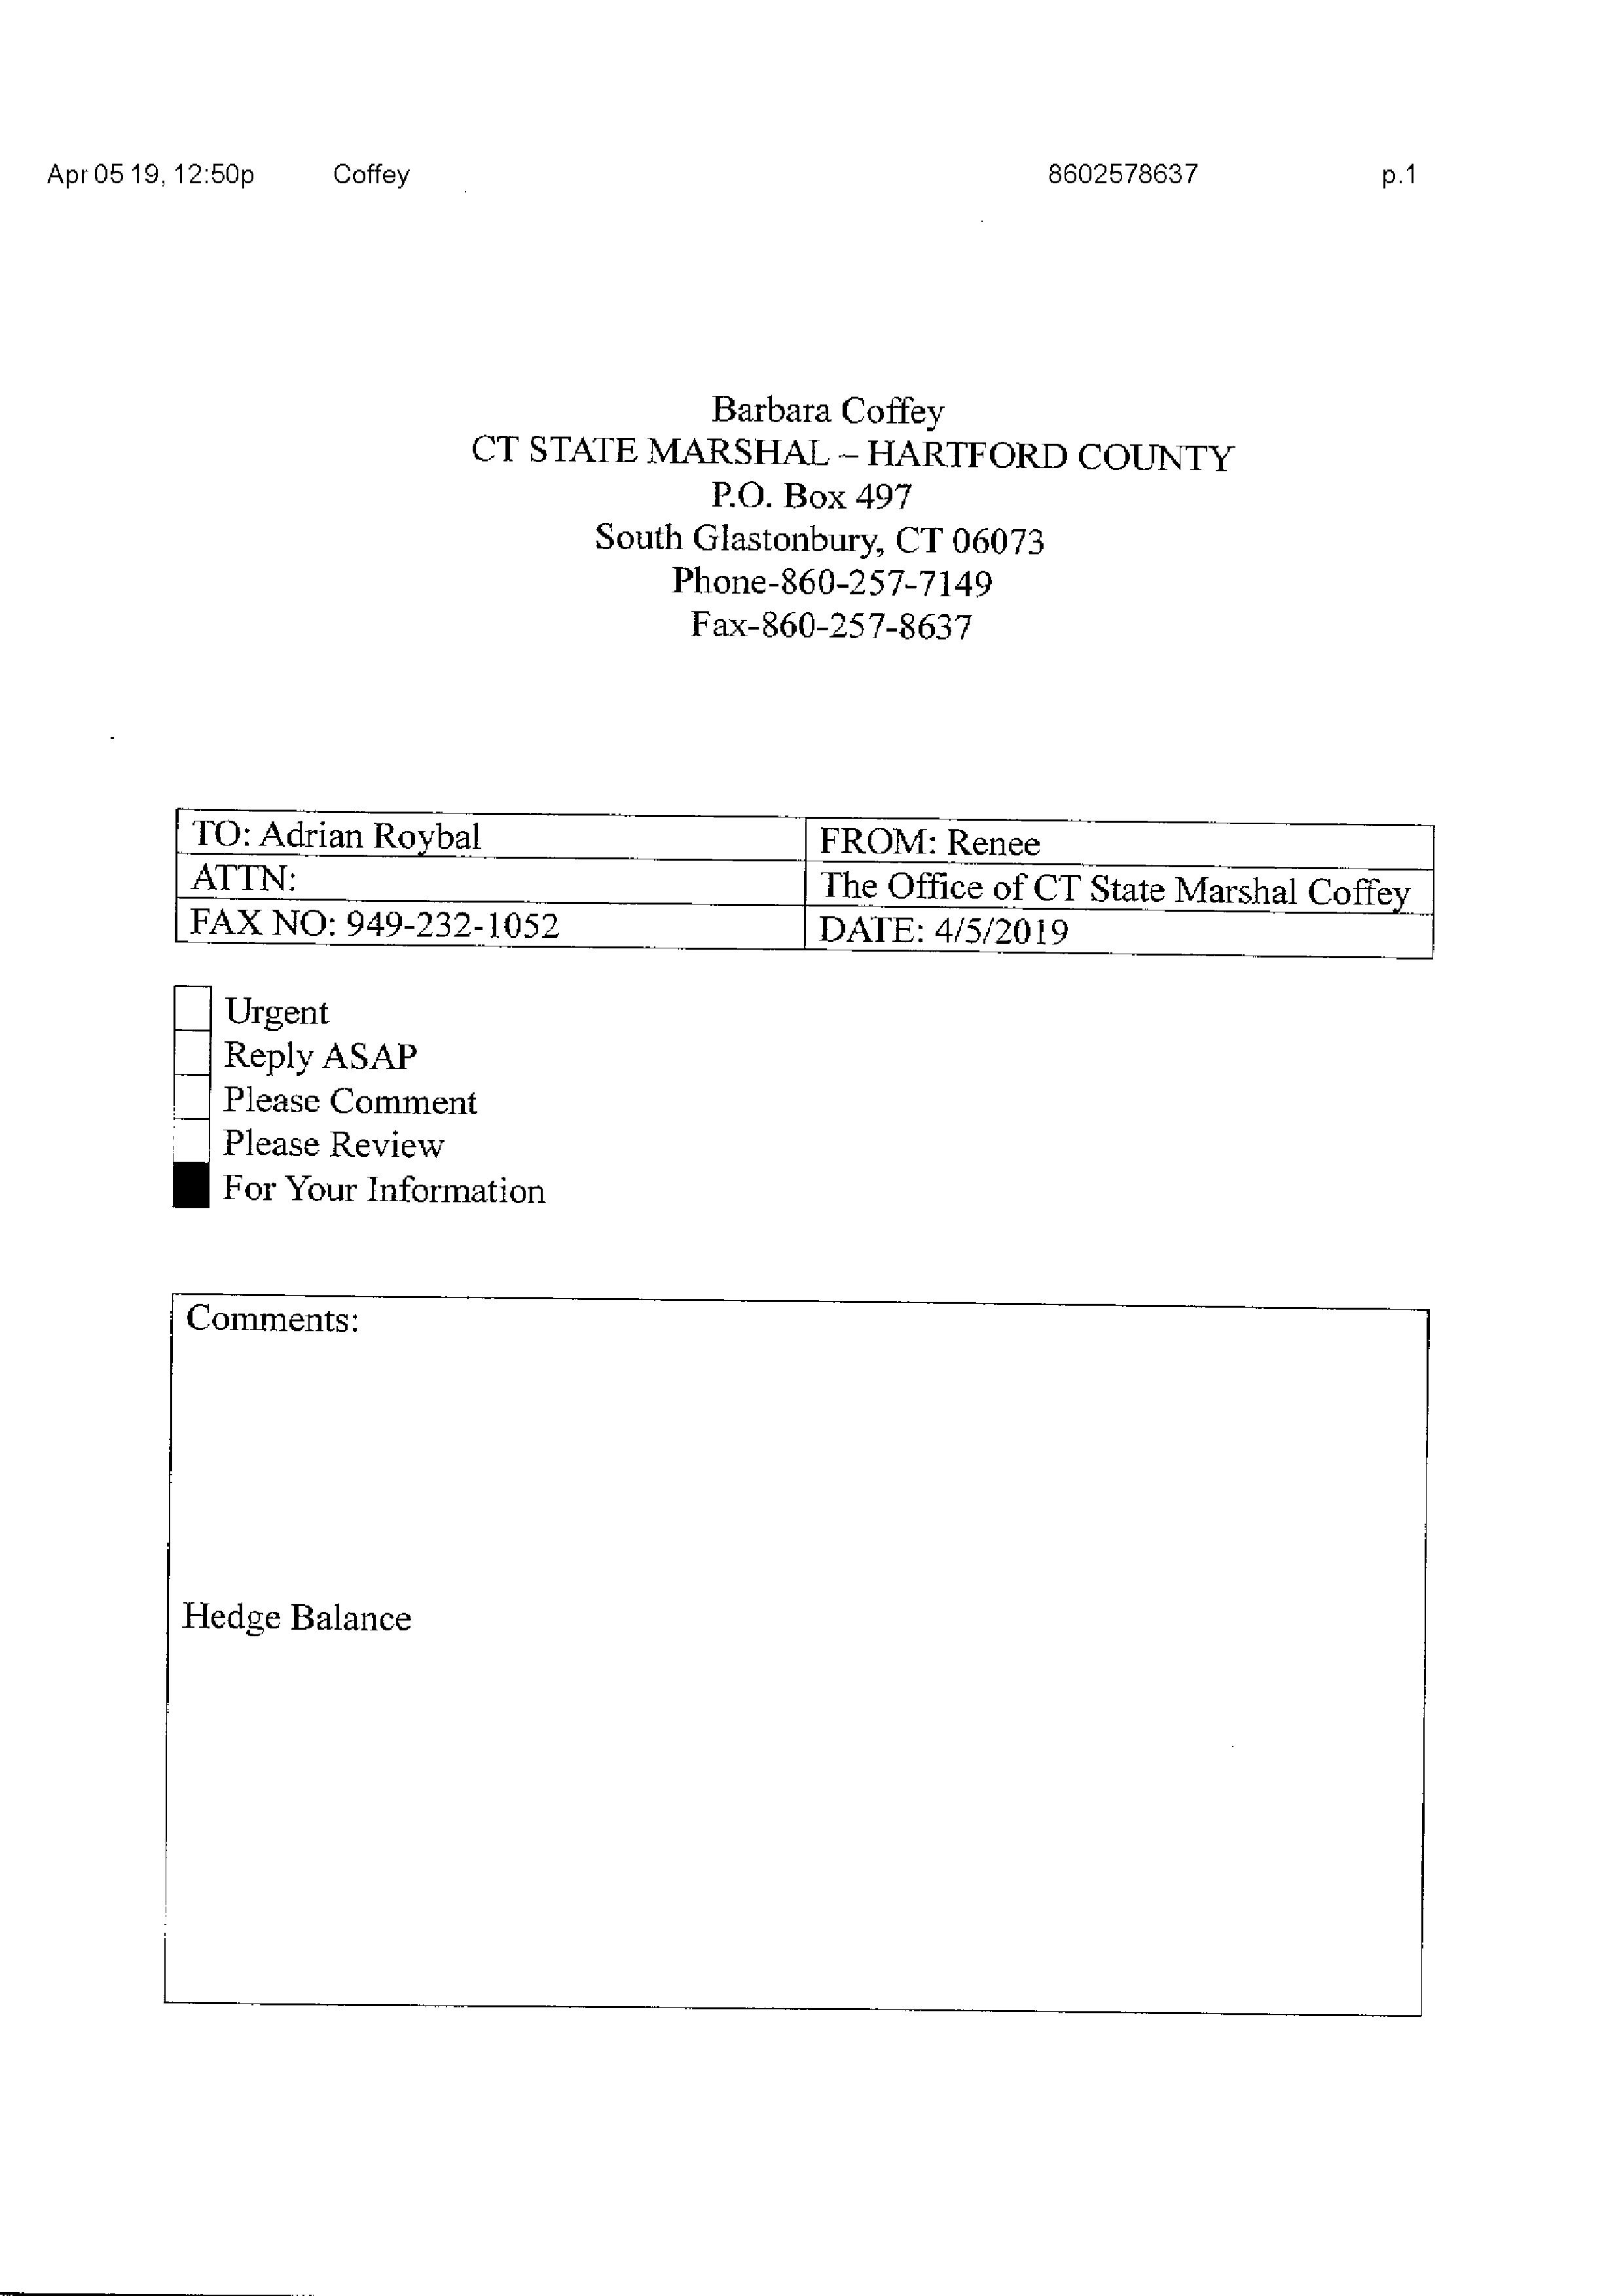 Apr 05 19, 12:50p Coffey 8602578637 p.1
Barbara Coffey
CT STATE MARSHAL – HARTFORD COUNTY
P.O. Box 497
South Glastonbury, CT 06073
Phone-860-257-7149
Fax-860-257-8637
TO: Adrian Roybal FROM: Renee
ATTN: The Office of CT State Marshal Coffey
FAX NO: 949-232-1052 DATE: 4/5/2019
Urgent
Reply ASAP
Please Comment
Please Review
For Your Information
Comments:
Hedge Balance